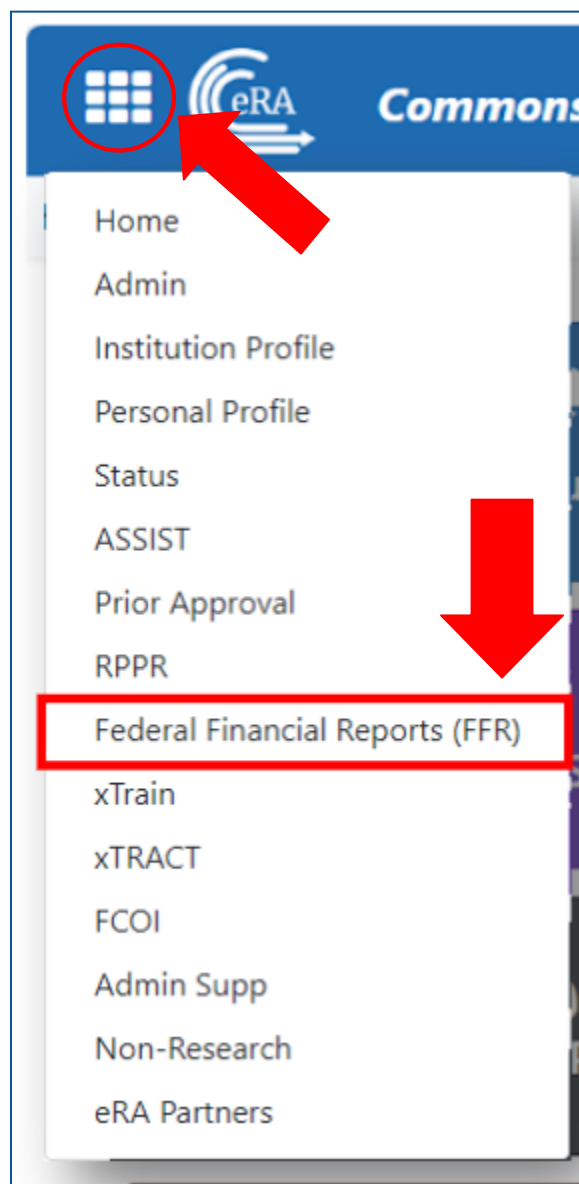 eRA
Commons
Home
Admin
Institution Profile
Personal Profile
Status
ASSIST
Prior Approval
RPPR
Federal Financial Reports (FFR)
xTrain
xTRACT
FCOI
Admin Supp
Non-Research
eRA Partners